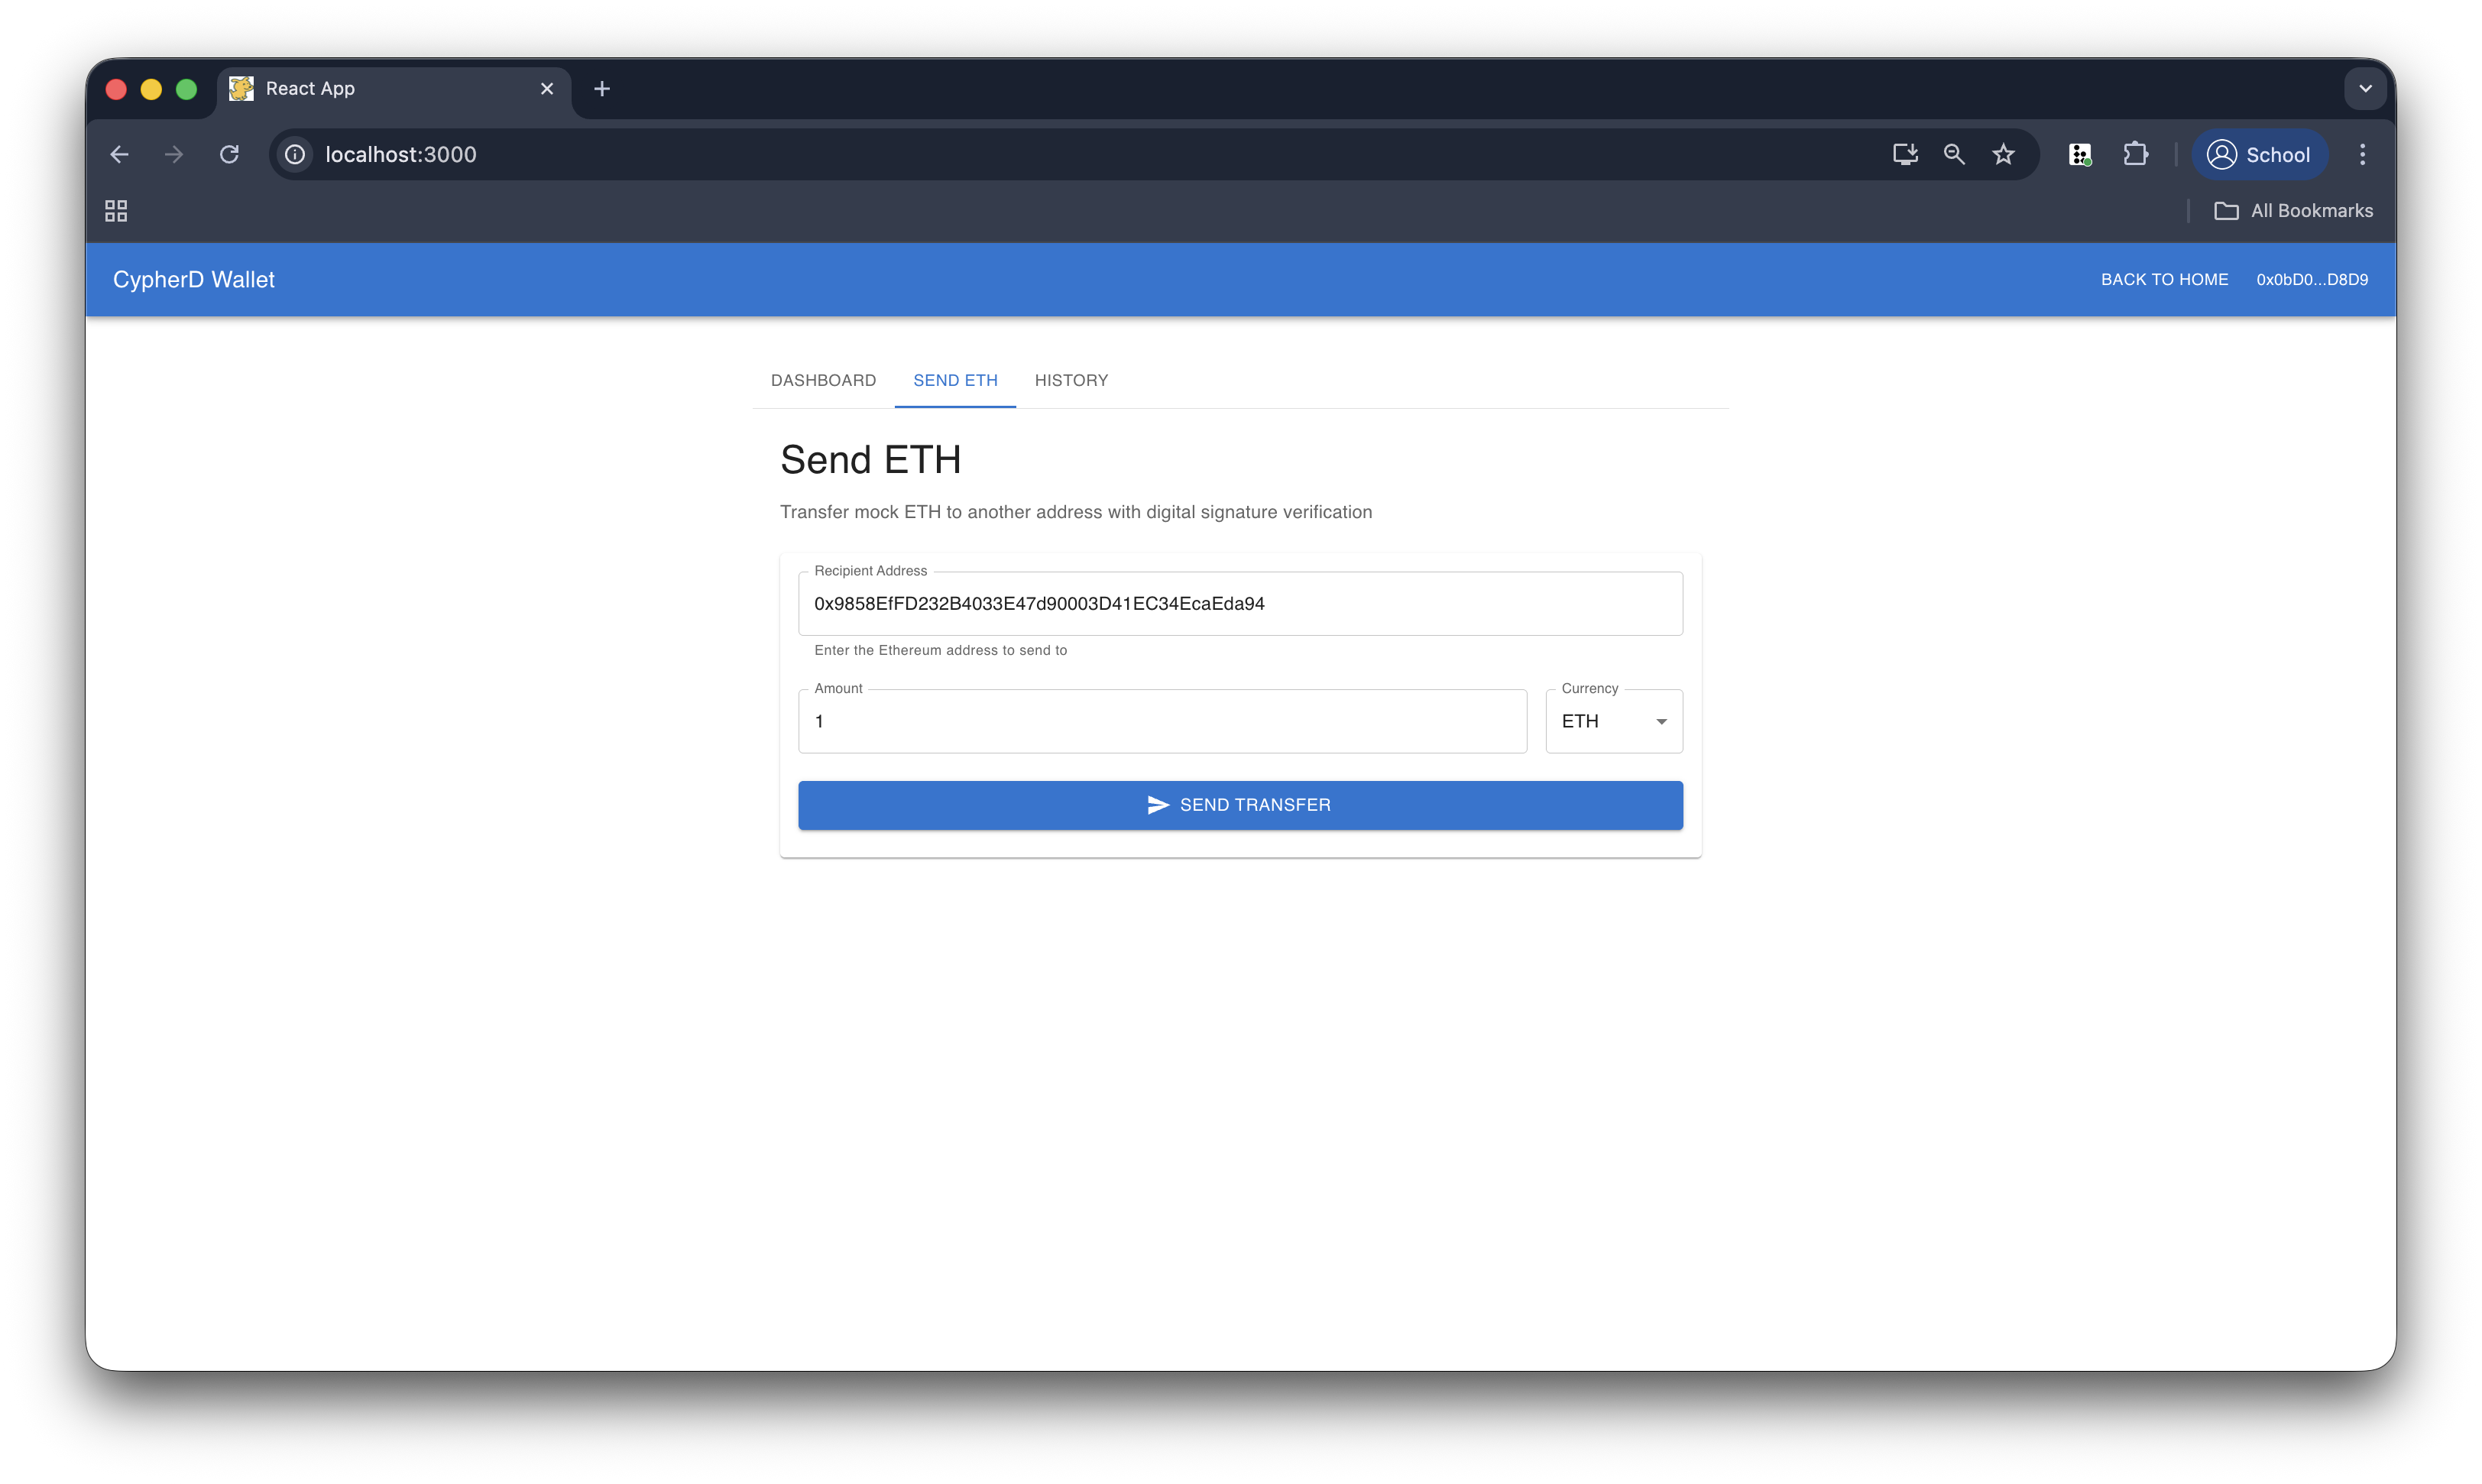 React App
localhost:3000
School
All Bookmarks
CypherD Wallet
BACK TO HOME
0x0bD0...D8D9
DASHBOARD
SEND ETH
HISTORY
Send ETH
Transfer mock ETH to another address with digital signature verification
Recipient Address
0x9858EfFD232B4033E47d90003D41EC34EcaEda94
Enter the Ethereum address to send to
Amount
Currency
1
ETH
SEND TRANSFER